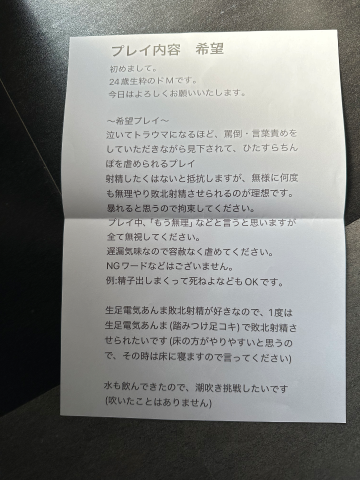 プレイ内容　希望
初めまして。
24歳生粋のドMです。
今日はよろしくお願いいたします。
～希望プレイ～
泣いてトラウマになるほど、罵倒・言葉責めを
していただきながら見下されて、ひたすらちん
ぽを虐められるプレイ
射精したくはないと抵抗しますが、無様に何度
も無理やり敗北射精させられるのが理想です。
暴れると思うので拘束してください。
プレイ中、「もう無理」などと言うと思いますが
全て無視してください。
遅漏気味なので容赦なく虐めてください。
NGワードなどはございません。
例:精子出しまくって死ねよなどもOKです。
生足電気あんま敗北射精が好きなので、1度は
生足電気あんま(踏みつけ足コキ)で敗北射精さ
せられたいです(床の方がやりやすいと思うの
で、その時は床に寝ますので言ってください)
水も飲んできたので、潮吹き挑戦したいです
(吹いたことはありません)